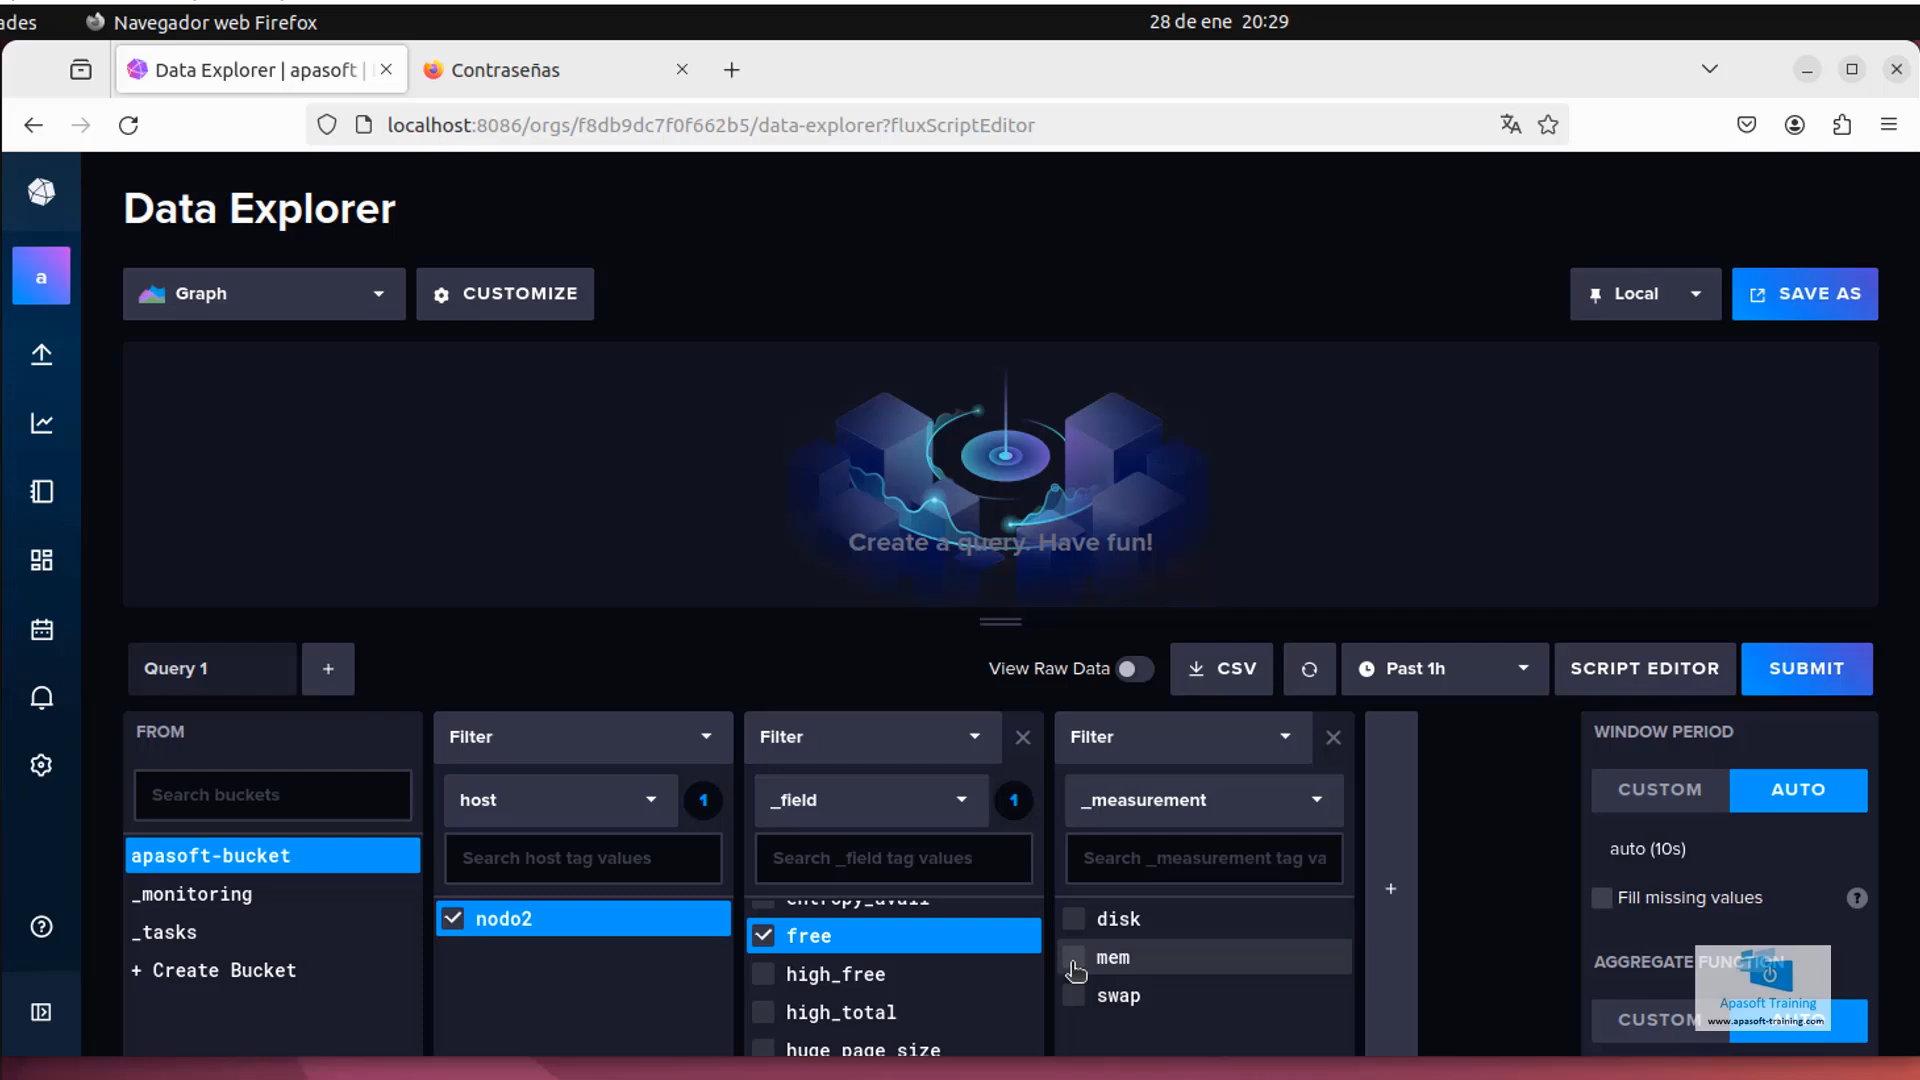 ades
Navegador web Firefox
28 de ene 20:29
Data Explorer | apasoft |
Contraseñas
localhost:8086/orgs/f8db9dc7f0f662b5/data-explorer?fluxScriptEditor
Data Explorer
a
Graph
CUSTOMIZE
Local
SAVE AS
Create a query. Have fun!
Query 1
+
View Raw Data
CSV
Past 1h
SCRIPT EDITOR
SUBMIT
FROM
Filter
Filter
Filter
WINDOW PERIOD
Search buckets
host
1
_field
1
_measurement
CUSTOM
AUTO
Search host tag values
Search _field tag values
Search _measurement tag va
auto (10s)
apasoft-bucket
_monitoring
_tasks
+ Create Bucket
nodo2
entropy_avail
free
high_free
high_total
huge_page_size
disk
mem
swap
+
Fill missing values
?
AGGREGATE FUNCTION
CUSTOM
AUTO
Apasoft Training
www.apasoft-training.com